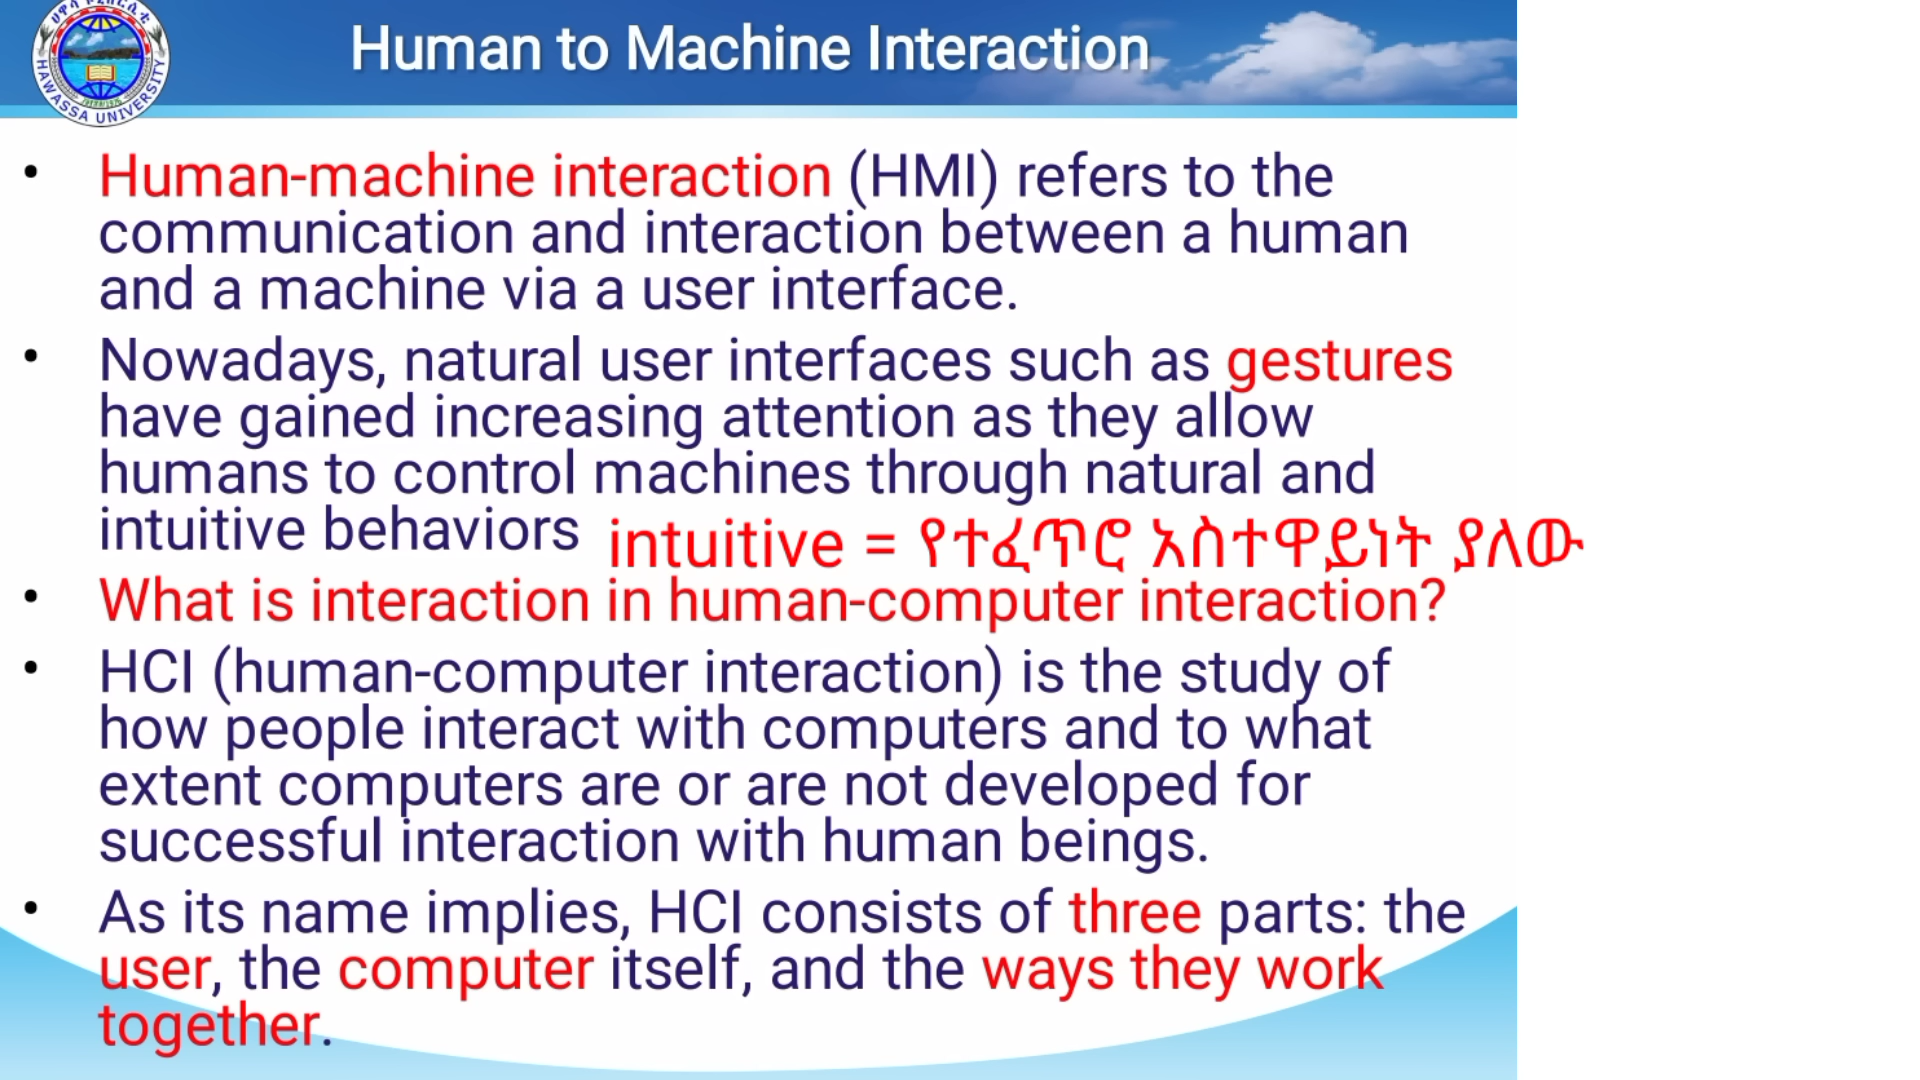 ሀዋሳ ዩኒቨርሲቲ
HAWASSA UNIVERSITY
Human to Machine Interaction
• Human-machine interaction (HMI) refers to the
communication and interaction between a human
and a machine via a user interface.
• Nowadays, natural user interfaces such as gestures
have gained increasing attention as they allow
humans to control machines through natural and
intuitive behaviors intuitive = የተፈጥሮ አስተዋይነት ያለው
• What is interaction in human-computer interaction?
• HCI (human-computer interaction) is the study of
how people interact with computers and to what
extent computers are or are not developed for
successful interaction with human beings.
• As its name implies, HCI consists of three parts: the
user, the computer itself, and the ways they work
together.